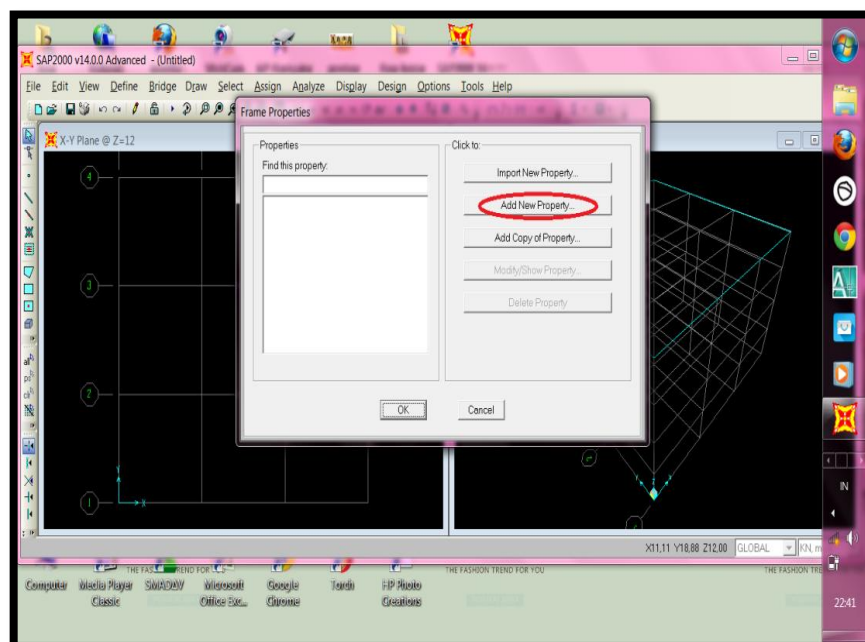 SAP2000 v14.0.0 Advanced - (Untitled)
File Edit View Define Bridge Draw Select Assign Analyze Display Design Options Tools Help
X-Y Plane @ Z=12
Frame Properties
Properties
Find this property:
Click to:
Import New Property...
Add New Property...
Add Copy of Property...
Modify/Show Property...
Delete Property
OK
Cancel
4
3
2
1
Y
X
all
X11,11 Y18,88 Z12,00
GLOBAL
KN, m
IN
22:41
THE FASHION TREND FOR YOU
Computer
Media Player
Classic
SMADAV
Microsoft
Office Exc...
Google
Chrome
Torch
HP Photo
Creations